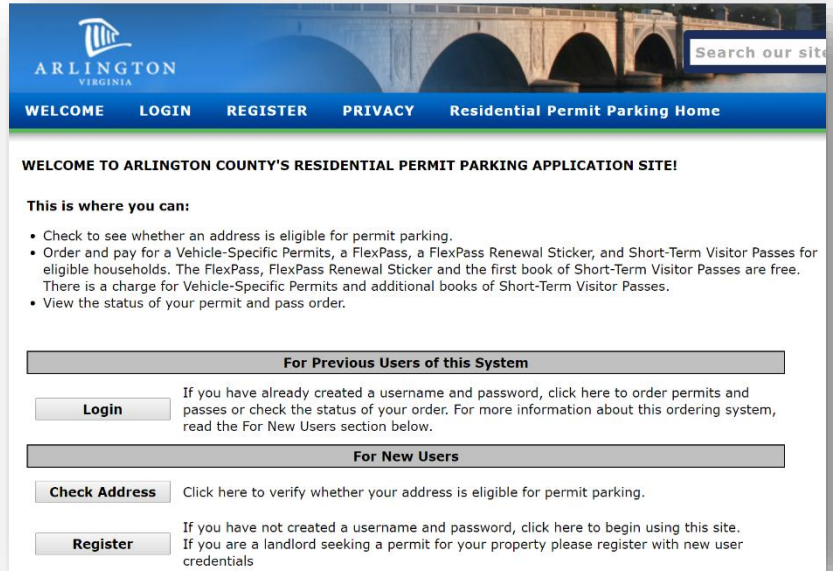 ARLINGTON
VIRGINIA
Search our site
WELCOME LOGIN REGISTER PRIVACY Residential Permit Parking Home
WELCOME TO ARLINGTON COUNTY'S RESIDENTIAL PERMIT PARKING APPLICATION SITE!
This is where you can:
• Check to see whether an address is eligible for permit parking.
• Order and pay for a Vehicle-Specific Permits, a FlexPass, a FlexPass Renewal Sticker, and Short-Term Visitor Passes for
eligible households. The FlexPass, FlexPass Renewal Sticker and the first book of Short-Term Visitor Passes are free.
There is a charge for Vehicle-Specific Permits and additional books of Short-Term Visitor Passes.
• View the status of your permit and pass order.
For Previous Users of this System
If you have already created a username and password, click here to order permits and
Login passes or check the status of your order. For more information about this ordering system,
read the For New Users section below.
For New Users
Check Address Click here to verify whether your address is eligible for permit parking.
If you have not created a username and password, click here to begin using this site.
Register If you are a landlord seeking a permit for your property please register with new user
credentials